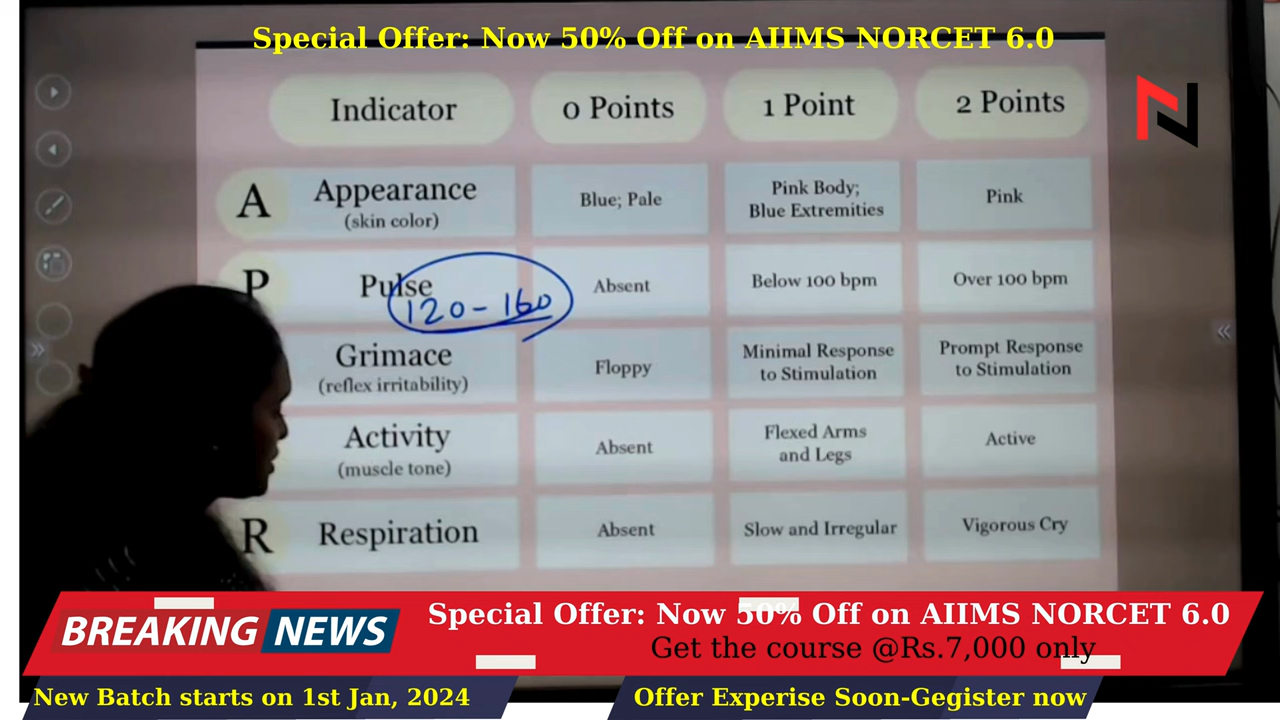 Special Offer: Now 50% Off on AIIMS NORCET 6.0
Indicator 0 Points 1 Point 2 Points
A Appearance (skin color) Blue; Pale Pink Body; Blue Extremities Pink
P Pulse Absent Below 100 bpm Over 100 bpm
120-160
Grimace (reflex irritability) Floppy Minimal Response to Stimulation Prompt Response to Stimulation
Activity (muscle tone) Absent Flexed Arms and Legs Active
R Respiration Absent Slow and Irregular Vigorous Cry
BREAKING NEWS
Special Offer: Now 50% Off on AIIMS NORCET 6.0
Get the course @Rs.7,000 only
New Batch starts on 1st Jan, 2024
Offer Experise Soon-Gegister now